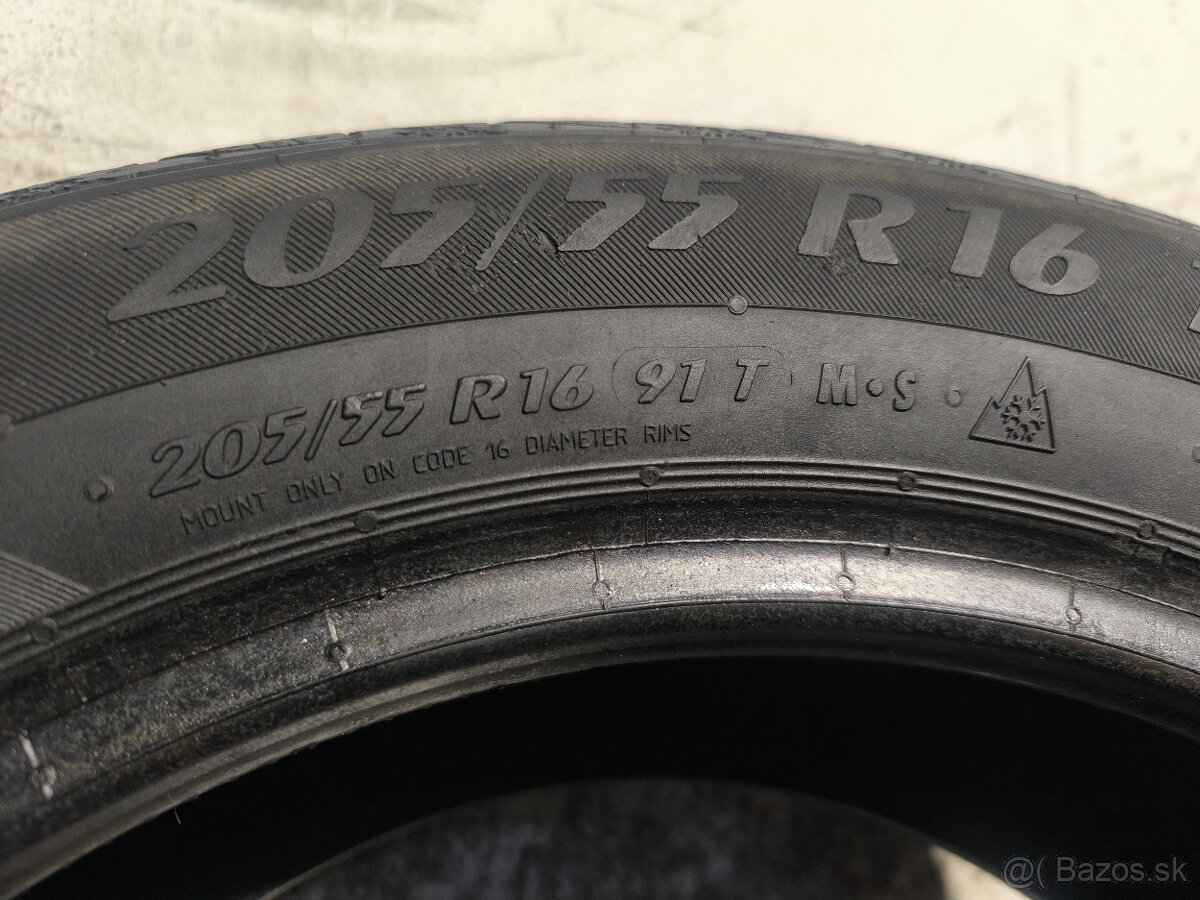 205/55 R16
205/55 R16 91 T M·S
MOUNT ONLY ON CODE 16 DIAMETER RIMS
@( Bazos.sk